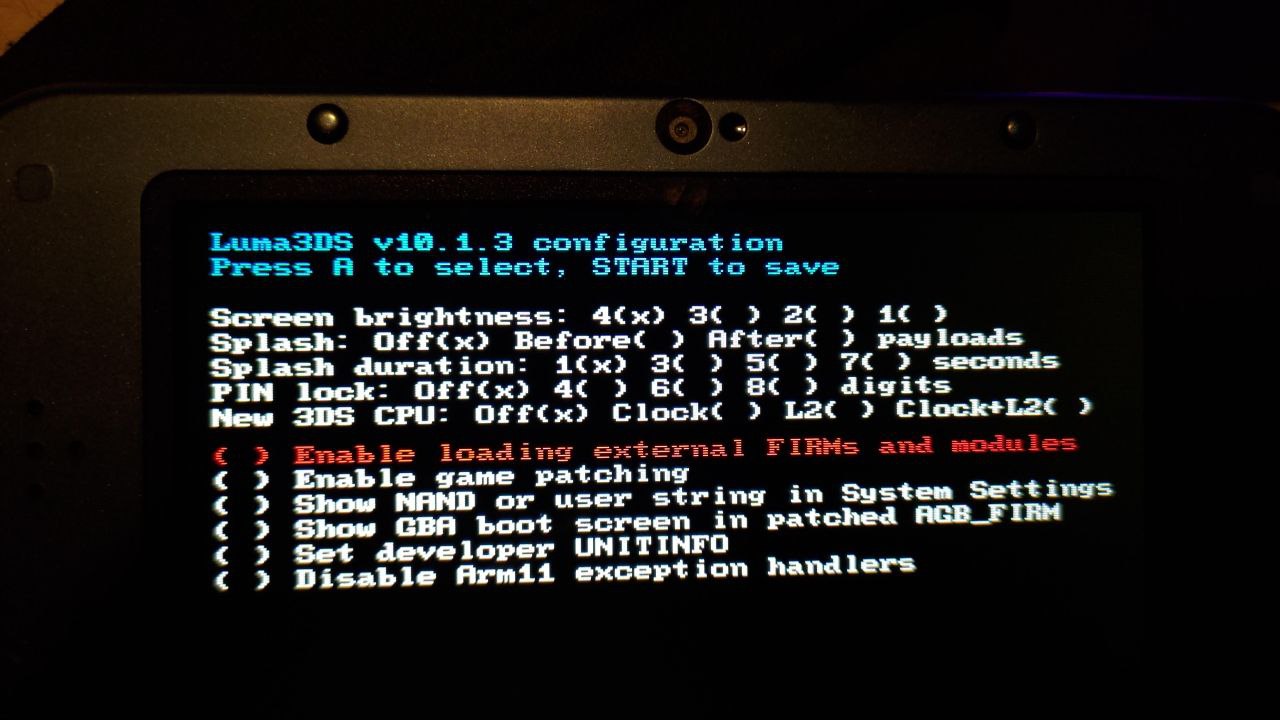 Luma3DS v10.1.3 configuration
Press A to select, START to save
Screen brightness: 4(x) 3( ) 2( ) 1( )
Splash: Off(x) Before( ) After( ) payloads
Splash duration: 1(x) 3( ) 5( ) 7( ) seconds
PIN lock: Off(x) 4( ) 6( ) 8( ) digits
New 3DS CPU: Off(x) Clock( ) L2( ) Clock+L2( )
( ) Enable loading external FIRMs and modules
( ) Enable game patching
( ) Show NAND or user string in System Settings
( ) Show GBA boot screen in patched AGB_FIRM
( ) Set developer UNITINFO
( ) Disable Arm11 exception handlers